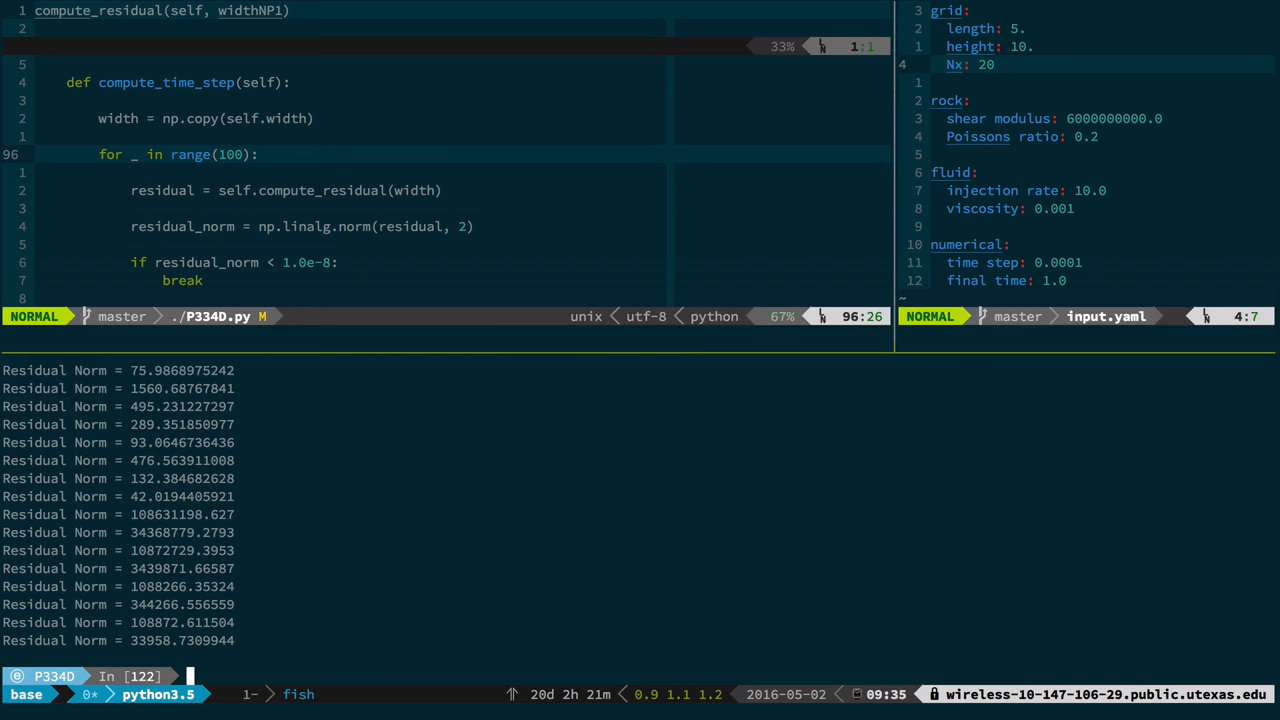 1 compute_residual(self, widthNP1)
2
33% LN 1:1
5
4 def compute_time_step(self):
3
2 width = np.copy(self.width)
1
96 for _ in range(100):
1
2 residual = self.compute_residual(width)
3
4 residual_norm = np.linalg.norm(residual, 2)
5
6 if residual_norm < 1.0e-8:
7 break
8
NORMAL master ./P334D.py M unix utf-8 python 67% LN 96:26
3 grid:
2 length: 5.
1 height: 10.
4 Nx: 20
1
2 rock:
3 shear modulus: 6000000000.0
4 Poissons ratio: 0.2
5
6 fluid:
7 injection rate: 10.0
8 viscosity: 0.001
9
10 numerical:
11 time step: 0.0001
12 final time: 1.0
~
NORMAL master input.yaml LN 4:7
Residual Norm = 75.9868975242
Residual Norm = 1560.68767841
Residual Norm = 495.231227297
Residual Norm = 289.351850977
Residual Norm = 93.0646736436
Residual Norm = 476.563911008
Residual Norm = 132.384682628
Residual Norm = 42.0194405921
Residual Norm = 108631198.627
Residual Norm = 34368779.2793
Residual Norm = 10872729.3953
Residual Norm = 3439871.66587
Residual Norm = 1088266.35324
Residual Norm = 344266.556559
Residual Norm = 108872.611504
Residual Norm = 33958.7309944
ⓔ P334D In [122]
base 0* python3.5 1- fish 20d 2h 21m 0.9 1.1 1.2 2016-05-02 09:35 wireless-10-147-106-29.public.utexas.edu